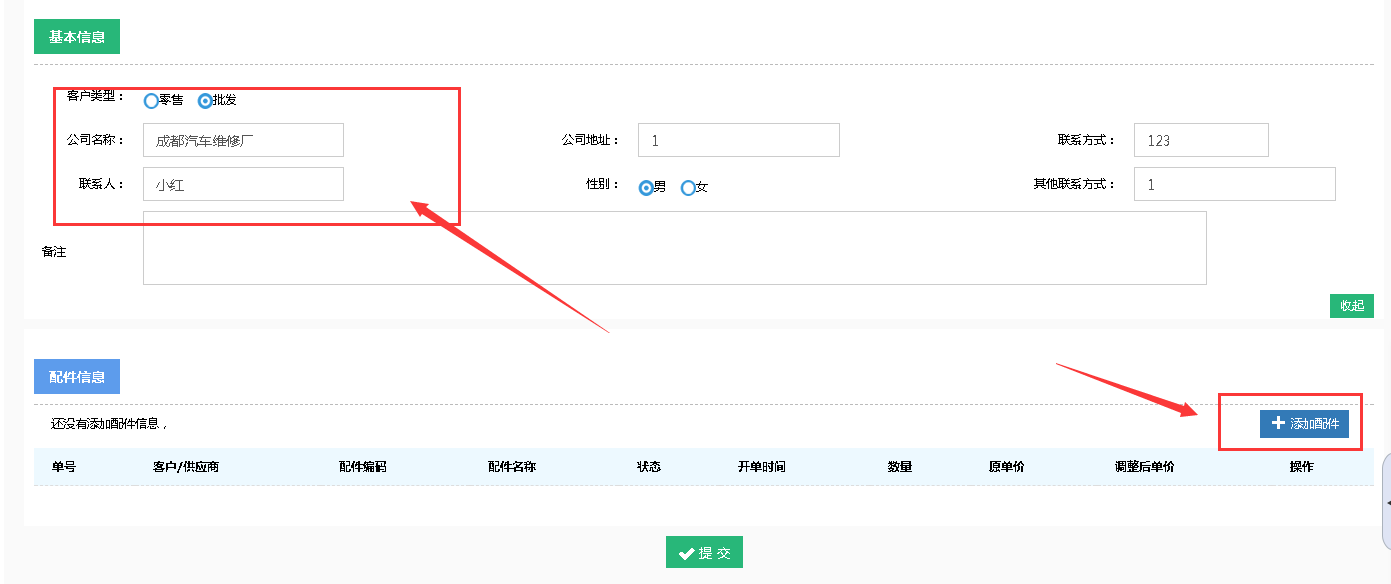 基本信息
客户类型： 零售 批发
公司名称： 成都汽车维修厂 公司地址： 1 联系方式： 123
联系人： 小红 性别： 男 女 其他联系方式： 1
备注
收起
配件信息
还没有添加配件信息，
添加配件
单号 客户/供应商 配件编码 配件名称 状态 开单时间 数量 原单价 调整后单价 操作
提 交